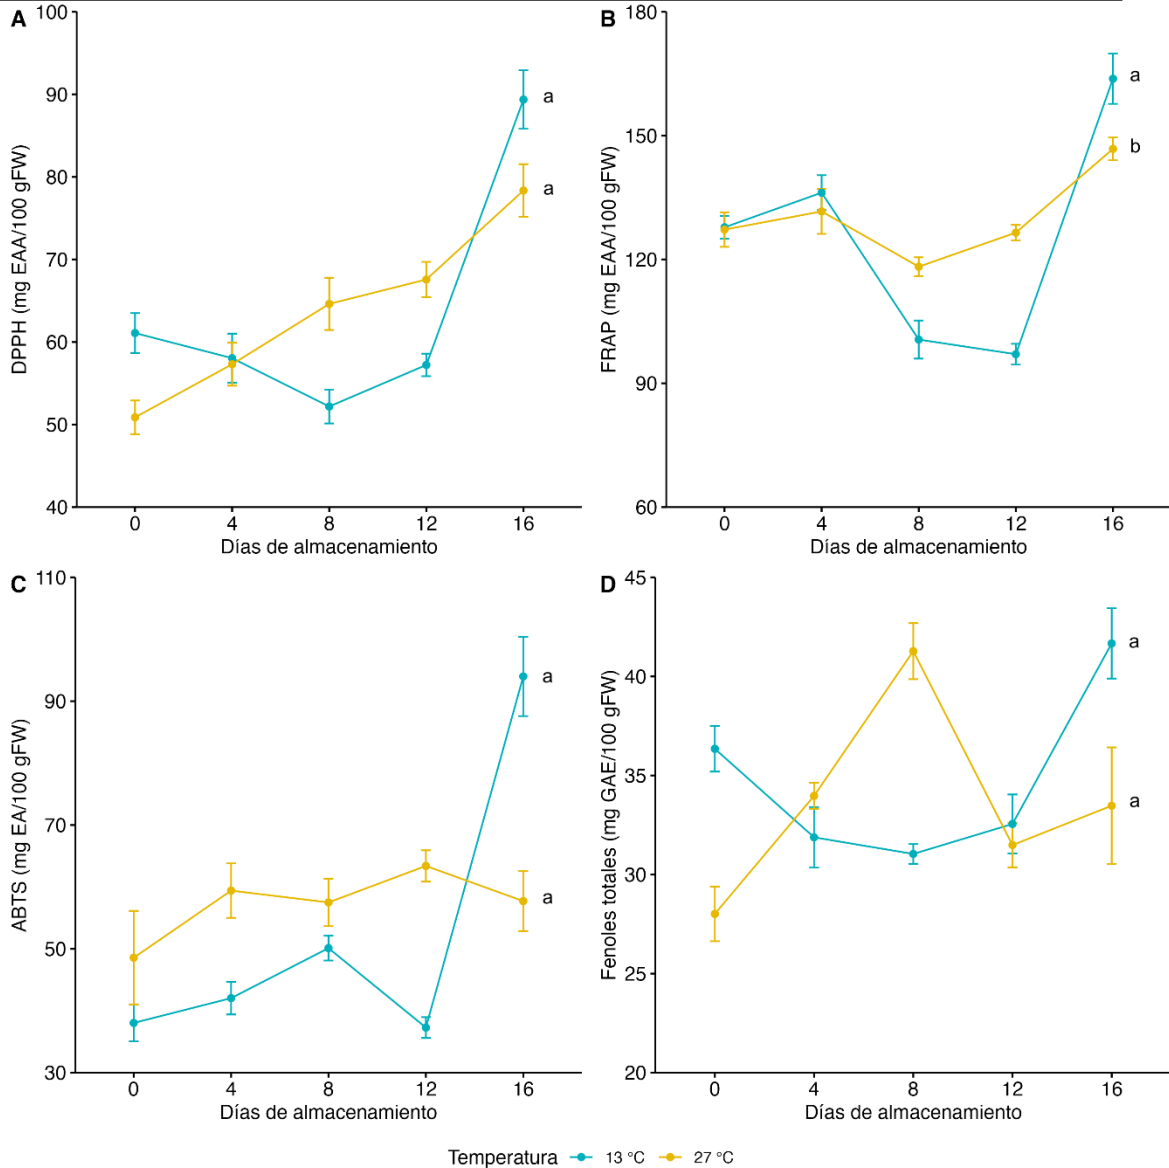 A
DPPH (mg EAA/100 gFW)
100
90
80
70
60
50
40
a
a
0 4 8 12 16
Días de almacenamiento
B
FRAP (mg EAA/100 gFW)
180
150
120
90
60
a
b
0 4 8 12 16
Días de almacenamiento
C
ABTS (mg EA/100 gFW)
110
90
70
50
30
a
a
0 4 8 12 16
Días de almacenamiento
D
Fenoles totales (mg GAE/100 gFW)
45
40
35
30
25
20
a
a
0 4 8 12 16
Días de almacenamiento
Temperatura 13 °C 27 °C